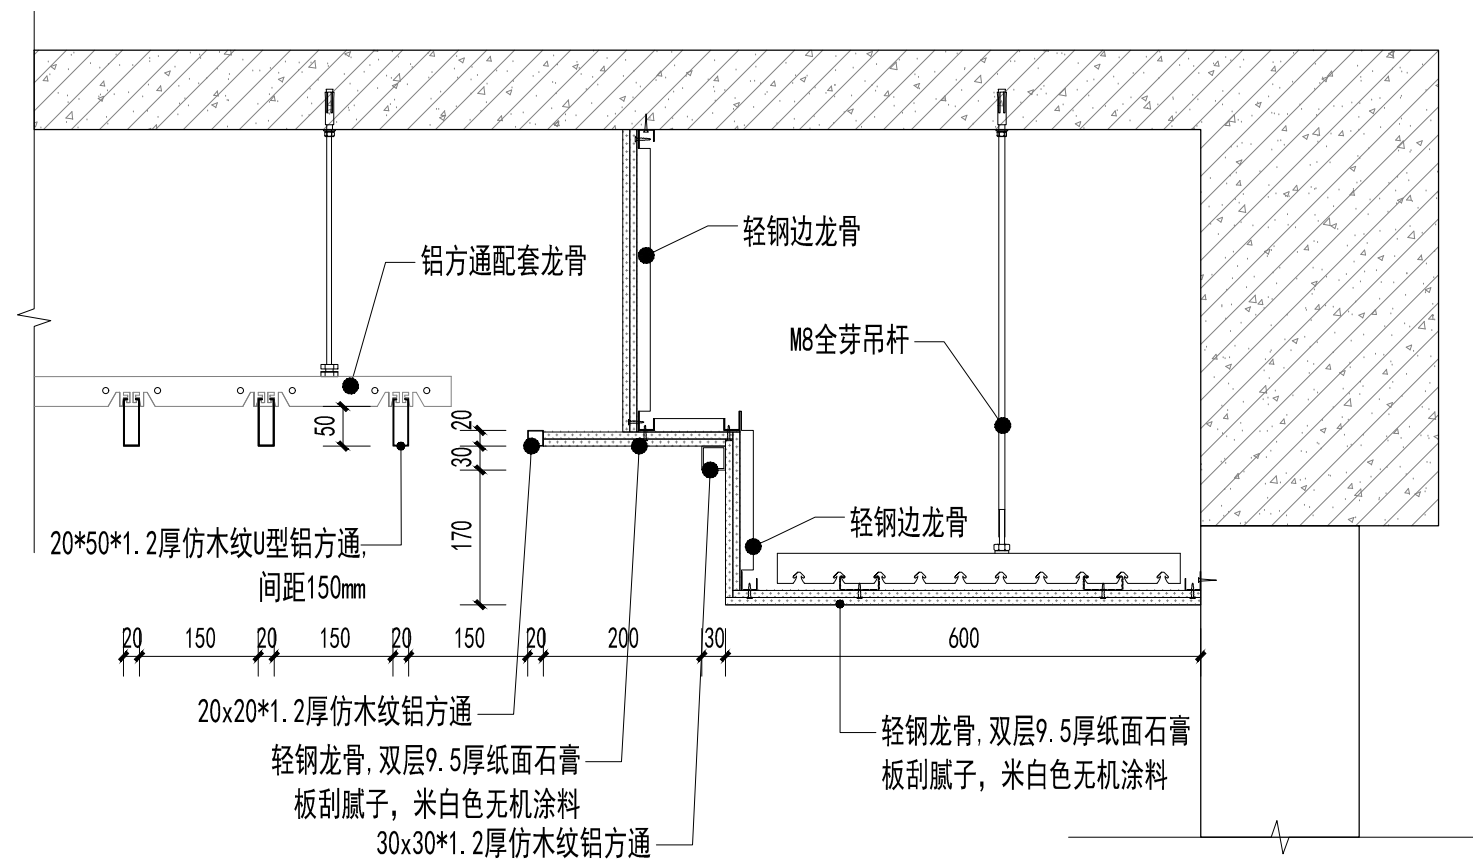 轻钢边龙骨
铝方通配套龙骨
M8全芽吊杆
50
20
30
170
轻钢边龙骨
20*50*1.2厚仿木纹U型铝方通,
间距150mm
20 150 20 150 20 150 20 200 30 600
20x20*1.2厚仿木纹铝方通
轻钢龙骨,双层9.5厚纸面石膏
板刮腻子，米白色无机涂料
轻钢龙骨,双层9.5厚纸面石膏
板刮腻子，米白色无机涂料
30x30*1.2厚仿木纹铝方通